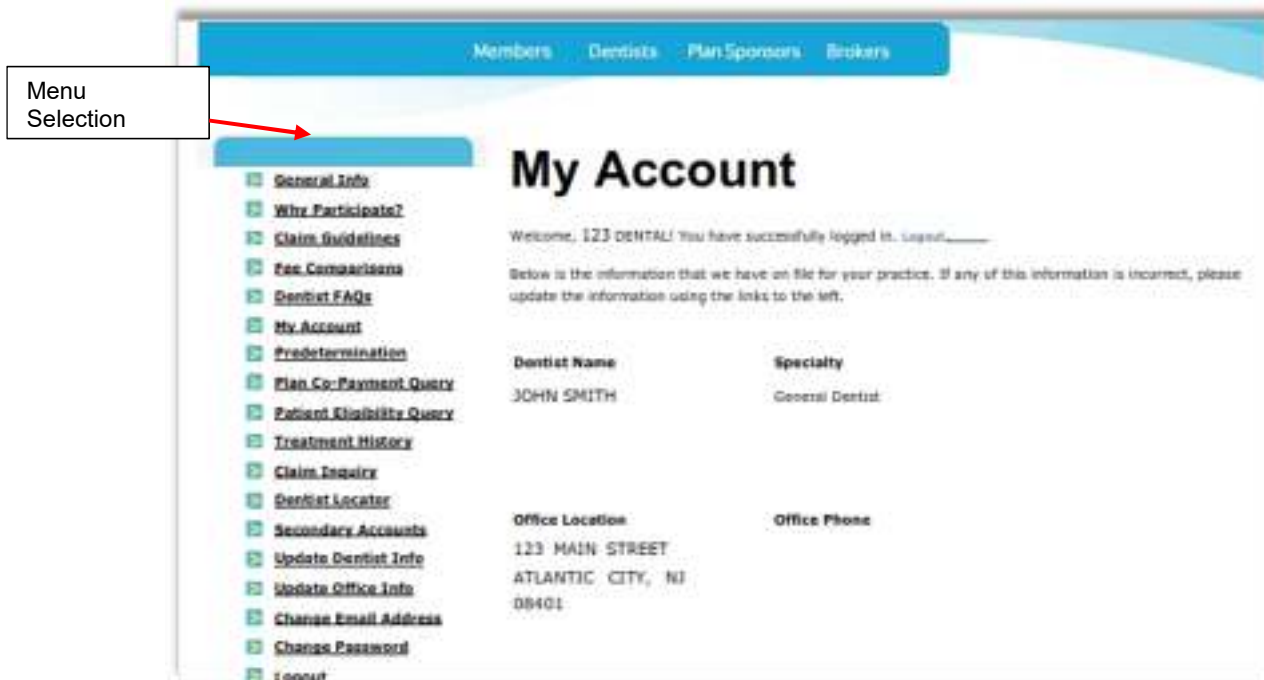 Members Dentists Plan Sponsors Brokers
Menu
Selection
General Info
Why Participate?
Claim Guidelines
Fee Comparisons
Dentist FAQs
My Account
Predetermination
Plan Co-Payment Query
Patient Eligibility Query
Treatment History
Claim Inquiry
Dentist Locator
Secondary Accounts
Update Dentist Info
Update Office Info
Change Email Address
Change Password
Logout
My Account
Welcome, 123 DENTAL! You have successfully logged in. Logout
Below is the information that we have on file for your practice. If any of this information is incorrect, please
update the information using the links to the left.
Dentist Name Specialty
JOHN SMITH General Dentist
Office Location Office Phone
123 MAIN STREET
ATLANTIC CITY, NJ
08401